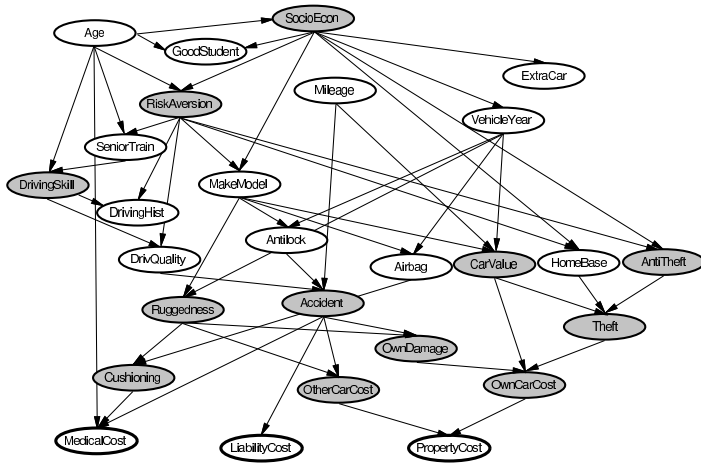 SocioEcon
Age
GoodStudent
ExtraCar
Mileage
RiskAversion
VehicleYear
SeniorTrain
DrivingSkill
MakeModel
DrivingHist
Antilock
DrivQuality
Airbag
CarValue
HomeBase
AntiTheft
Ruggedness
Accident
Theft
OwnDamage
Cushioning
OtherCarCost
OwnCarCost
MedicalCost
LiabilityCost
PropertyCost